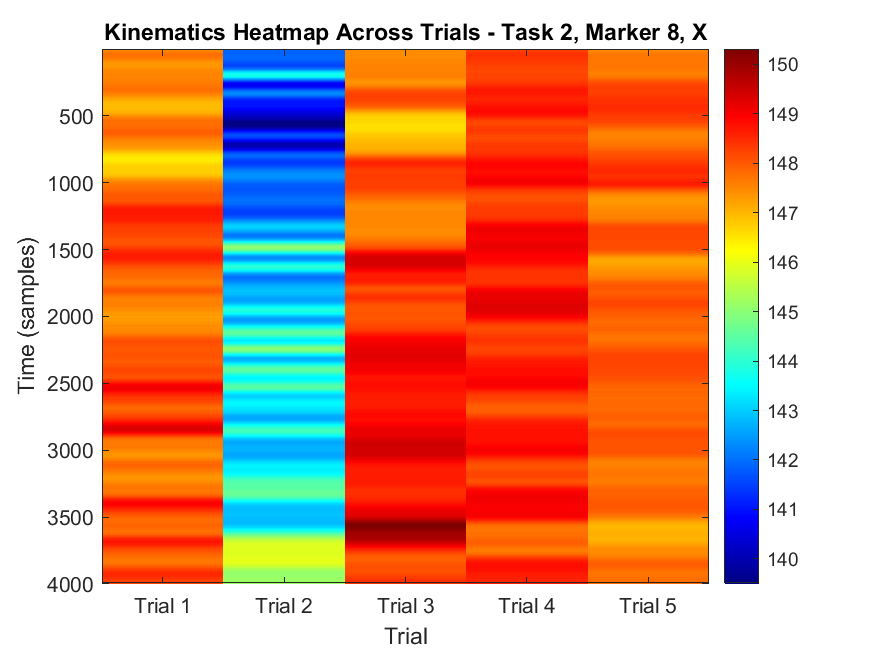 Kinematics Heatmap Across Trials - Task 2, Marker 8, X
Time (samples)
500
1000
1500
2000
2500
3000
3500
4000
Trial 1
Trial 2
Trial 3
Trial 4
Trial 5
Trial
150
149
148
147
146
145
144
143
142
141
140